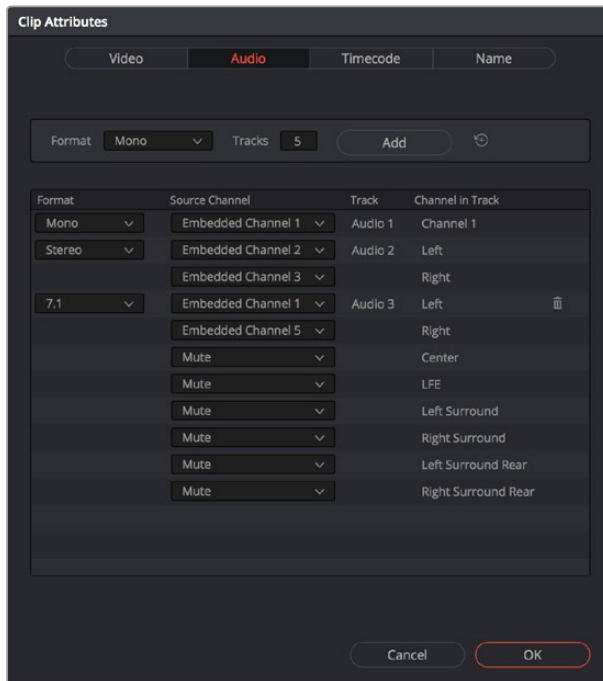 Clip Attributes
Video Audio Timecode Name
Format Mono Tracks 5 Add
Format Source Channel Track Channel in Track
Mono Embedded Channel 1 Audio 1 Channel 1
Stereo Embedded Channel 2 Audio 2 Left
Embedded Channel 3 Right
7.1 Embedded Channel 1 Audio 3 Left
Embedded Channel 5 Right
Mute Center
Mute LFE
Mute Left Surround
Mute Right Surround
Mute Left Surround Rear
Mute Right Surround Rear
Cancel OK